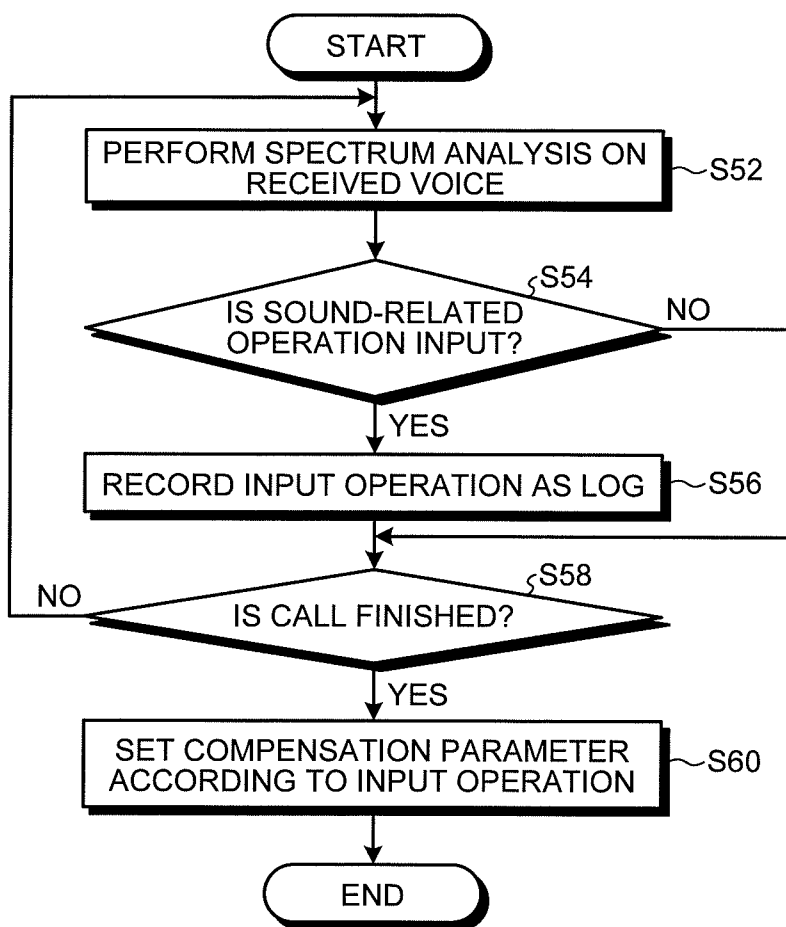 START
PERFORM SPECTRUM ANALYSIS ON
RECEIVED VOICE
S52
S54
IS SOUND-RELATED
OPERATION INPUT?
NO
YES
RECORD INPUT OPERATION AS LOG
S56
S58
NO
IS CALL FINISHED?
YES
SET COMPENSATION PARAMETER
ACCORDING TO INPUT OPERATION
S60
END